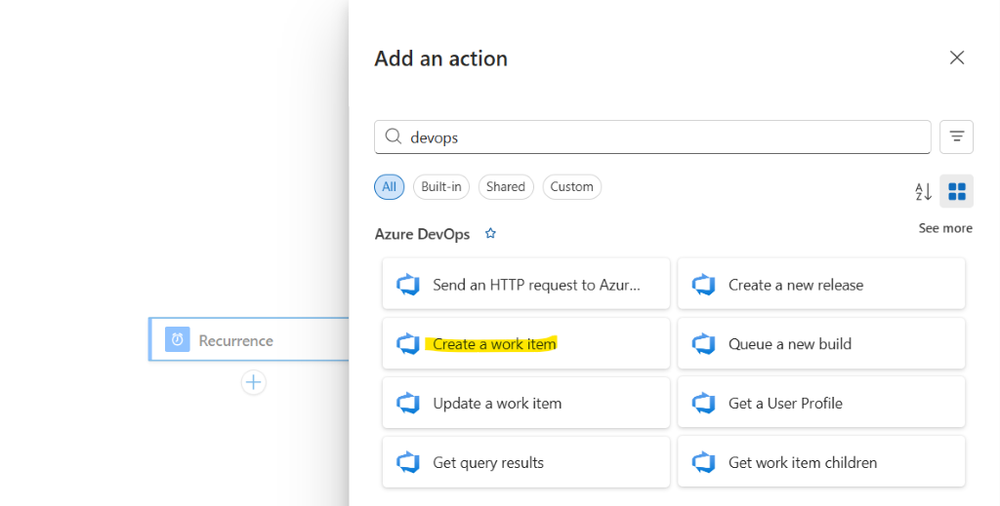 Add an action
devops
All Built-in Shared Custom
Azure DevOps See more
Send an HTTP request to Azur... Create a new release
Recurrence
Create a work item Queue a new build
Update a work item Get a User Profile
Get query results Get work item children